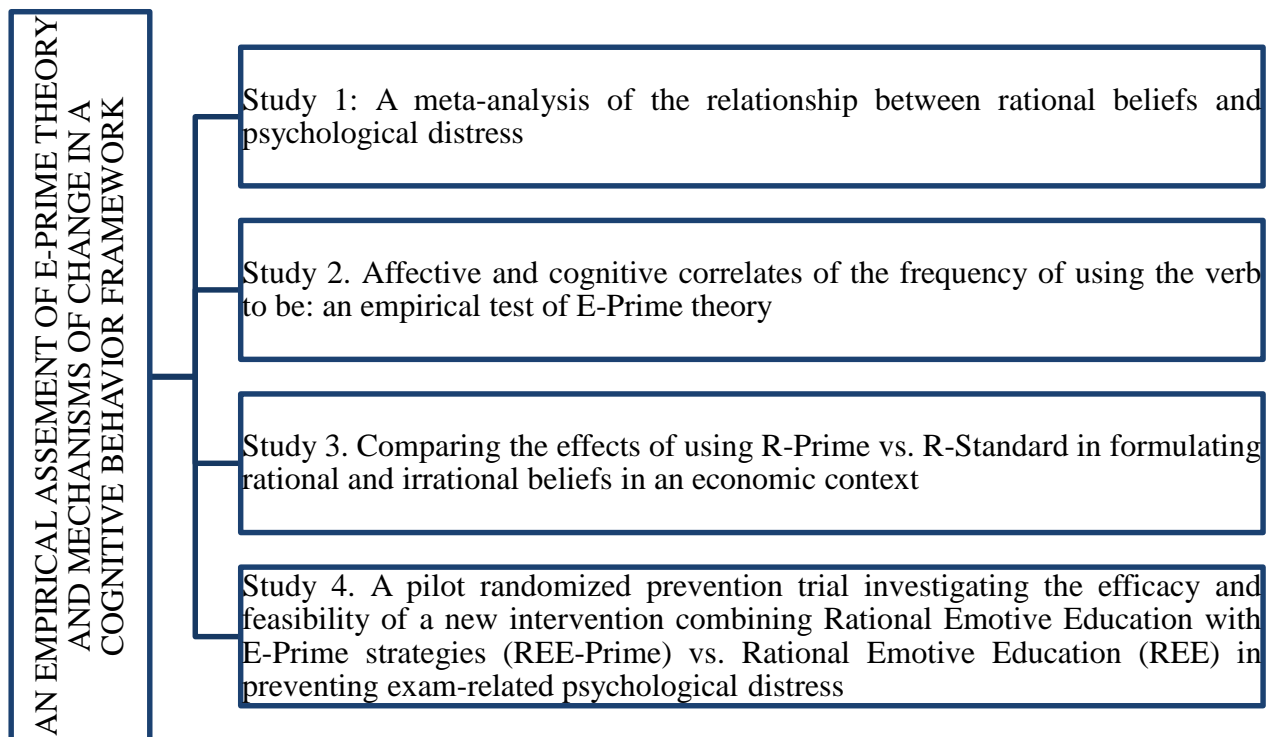 AN EMPIRICAL ASSEMENT OF E-PRIME THEORY
AND MECHANISMS OF CHANGE IN A
COGNITIVE BEHAVIOR FRAMEWORK
Study 1: A meta-analysis of the relationship between rational beliefs and
psychological distress
Study 2. Affective and cognitive correlates of the frequency of using the verb
to be: an empirical test of E-Prime theory
Study 3. Comparing the effects of using R-Prime vs. R-Standard in formulating
rational and irrational beliefs in an economic context
Study 4. A pilot randomized prevention trial investigating the efficacy and
feasibility of a new intervention combining Rational Emotive Education with
E-Prime strategies (REE-Prime) vs. Rational Emotive Education (REE) in
preventing exam-related psychological distress